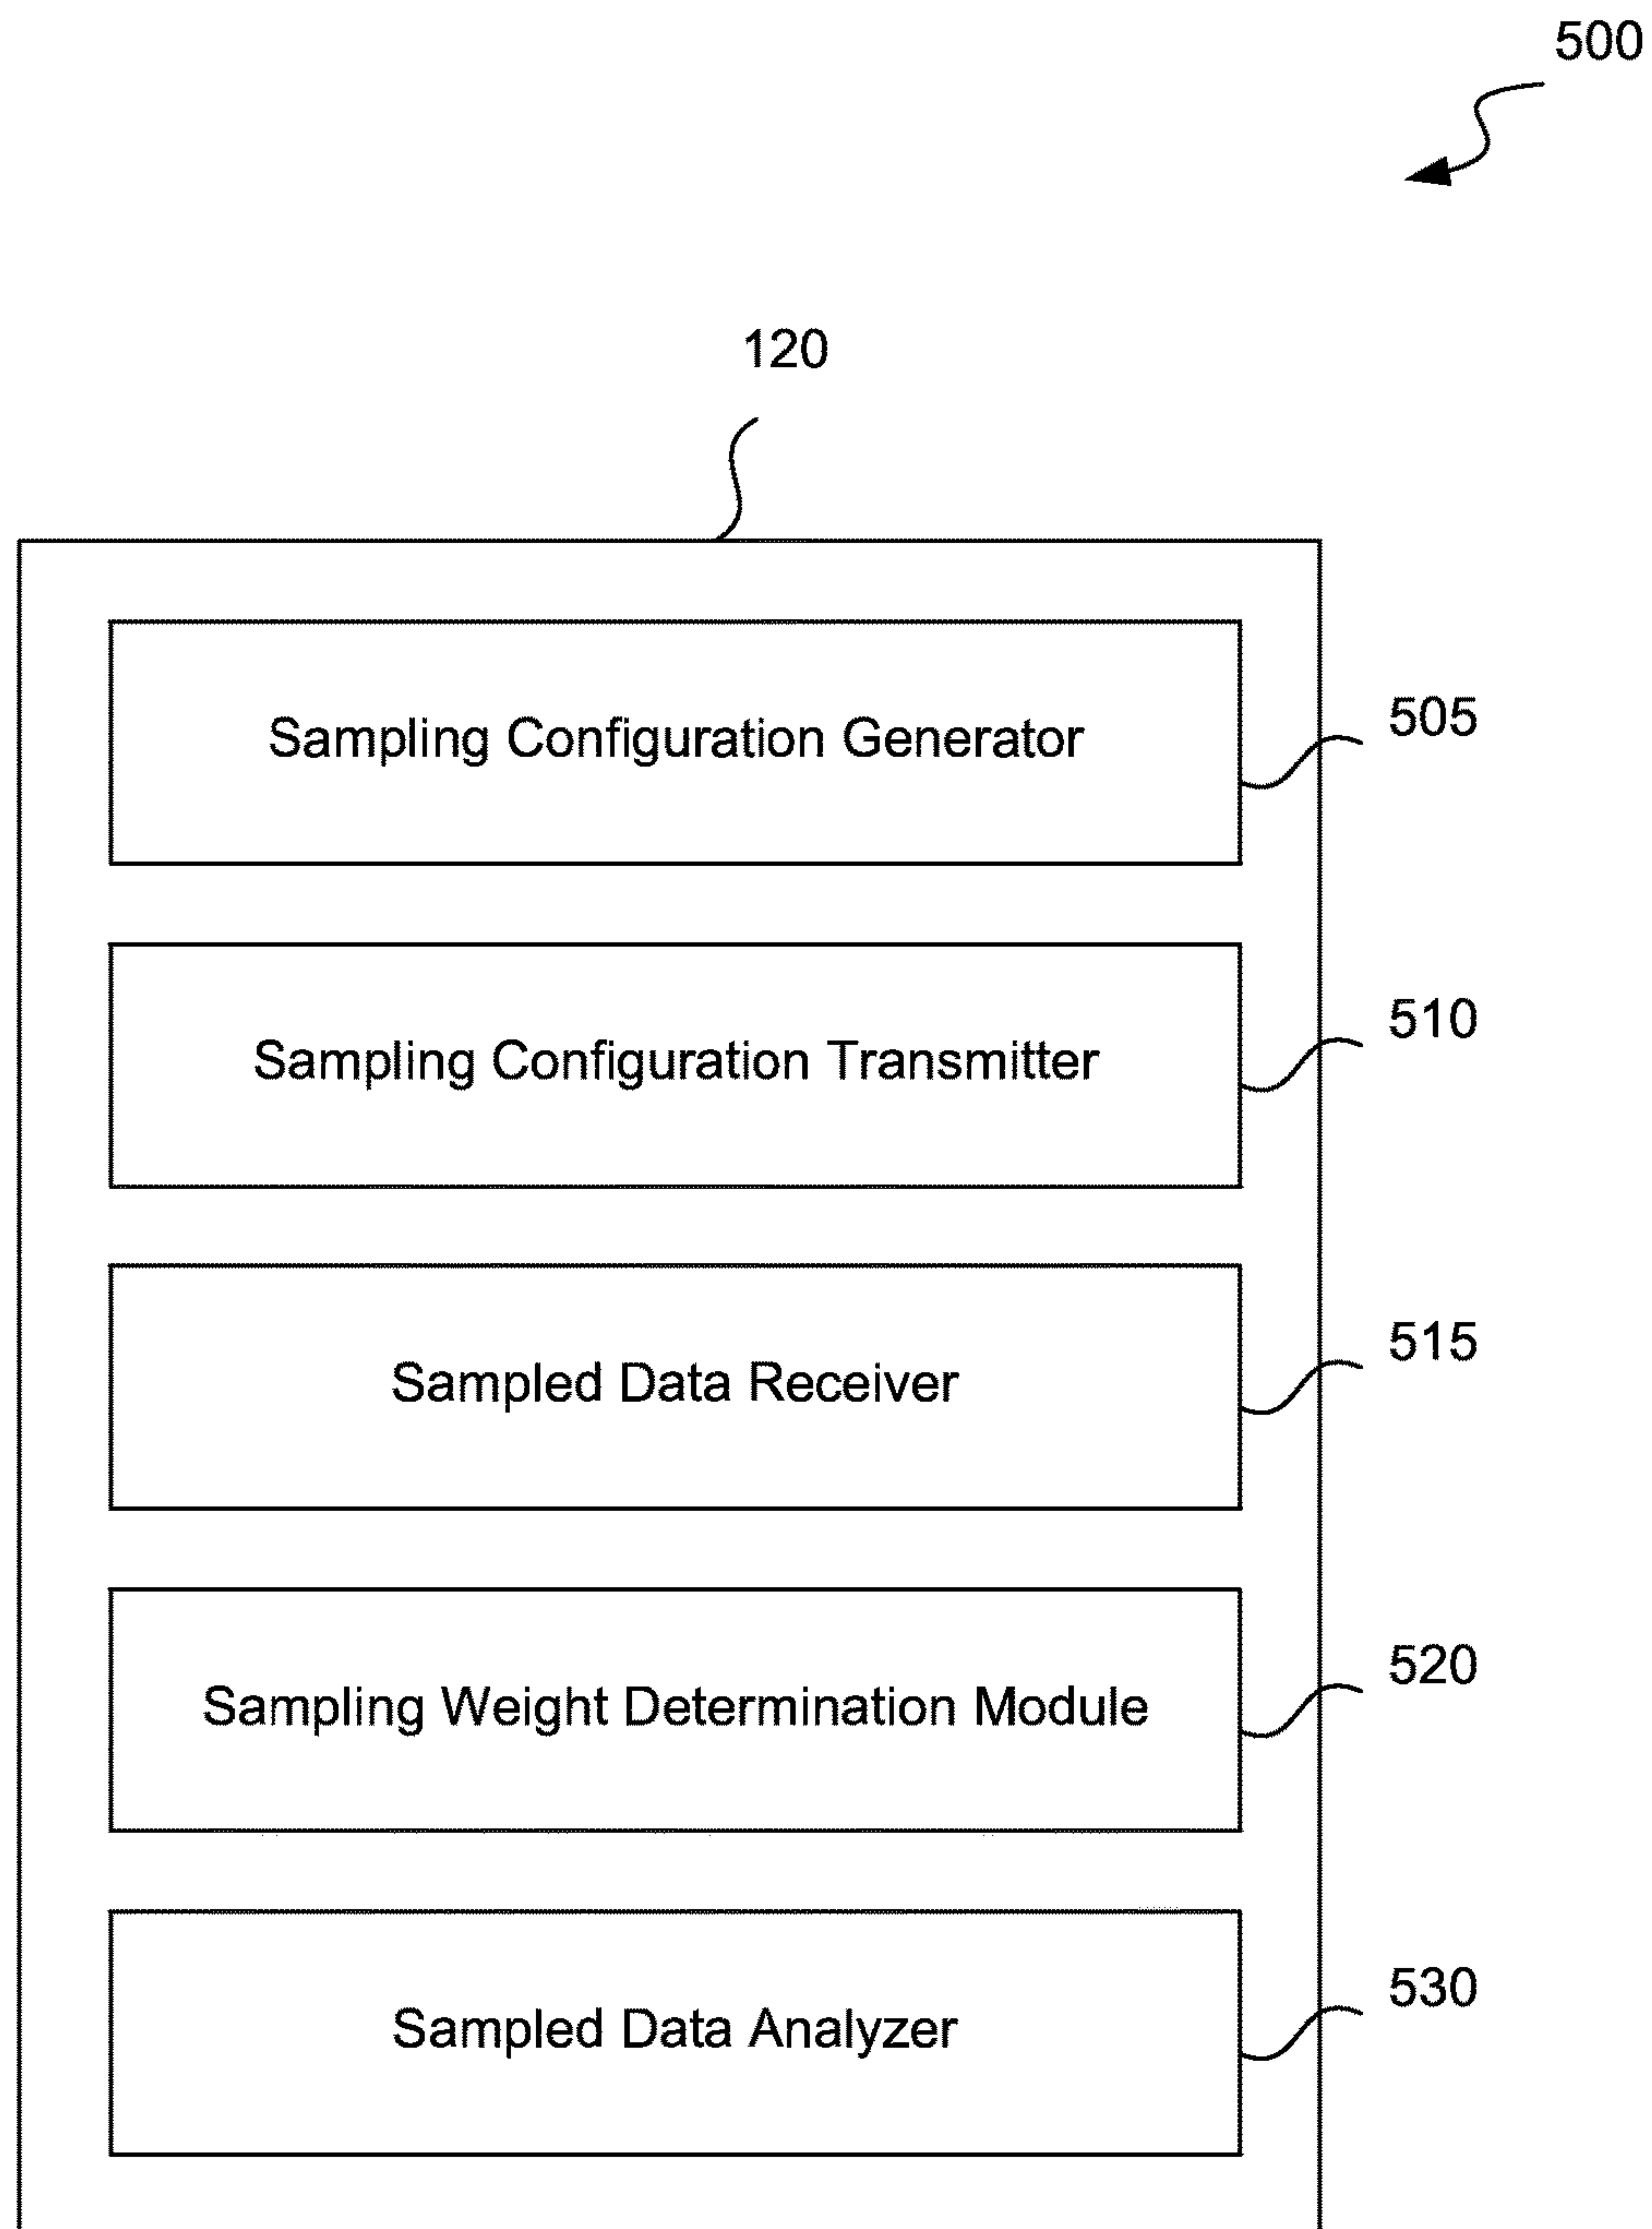 500
120
Sampling Configuration Generator
505
Sampling Configuration Transmitter
510
Sampled Data Receiver
515
Sampling Weight Determination Module
520
Sampled Data Analyzer
530